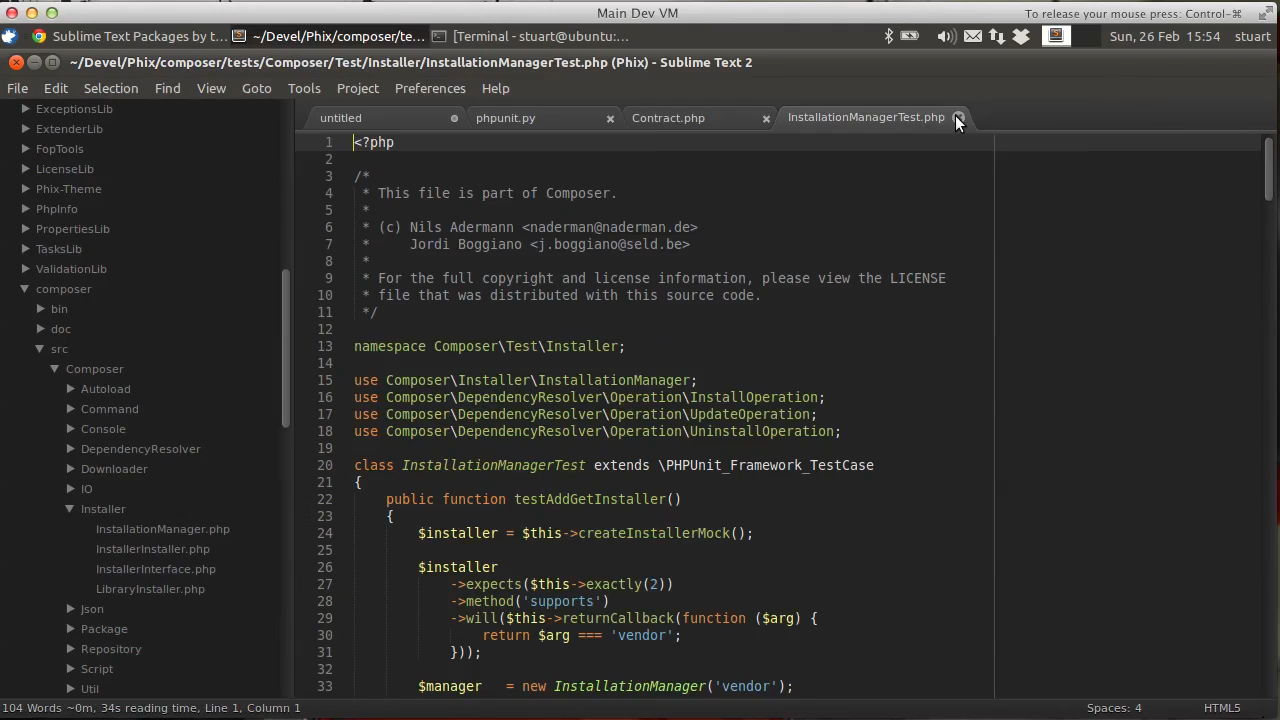 Main Dev VM
To release your mouse press: Control-⌘
Sublime Text Packages by t...
~/Devel/Phix/composer/te...
[Terminal - stuart@ubuntu:...
Sun, 26 Feb 15:54 stuart
~/Devel/Phix/composer/tests/Composer/Test/Installer/InstallationManagerTest.php (Phix) - Sublime Text 2
File Edit Selection Find View Goto Tools Project Preferences Help
ExceptionsLib
ExtenderLib
FopTools
LicenseLib
Phix-Theme
PhpInfo
PropertiesLib
TasksLib
ValidationLib
composer
bin
doc
src
Composer
Autoload
Command
Console
DependencyResolver
Downloader
IO
Installer
InstallationManager.php
InstallerInstaller.php
InstallerInterface.php
LibraryInstaller.php
Json
Package
Repository
Script
Util
untitled
phpunit.py
Contract.php
InstallationManagerTest.php
1 <?php
2
3 /*
4 * This file is part of Composer.
5 *
6 * (c) Nils Adermann <naderman@naderman.de>
7 *     Jordi Boggiano <j.boggiano@seld.be>
8 *
9 * For the full copyright and license information, please view the LICENSE
10 * file that was distributed with this source code.
11 */
12
13 namespace Composer\Test\Installer;
14
15 use Composer\Installer\InstallationManager;
16 use Composer\DependencyResolver\Operation\InstallOperation;
17 use Composer\DependencyResolver\Operation\UpdateOperation;
18 use Composer\DependencyResolver\Operation\UninstallOperation;
19
20 class InstallationManagerTest extends \PHPUnit_Framework_TestCase
21 {
22     public function testAddGetInstaller()
23     {
24         $installer = $this->createInstallerMock();
25
26         $installer
27             ->expects($this->exactly(2))
28             ->method('supports')
29             ->will($this->returnCallback(function ($arg) {
30                 return $arg === 'vendor';
31             }));
32
33         $manager   = new InstallationManager('vendor');
104 Words ~0m, 34s reading time, Line 1, Column 1
Spaces: 4
HTML5